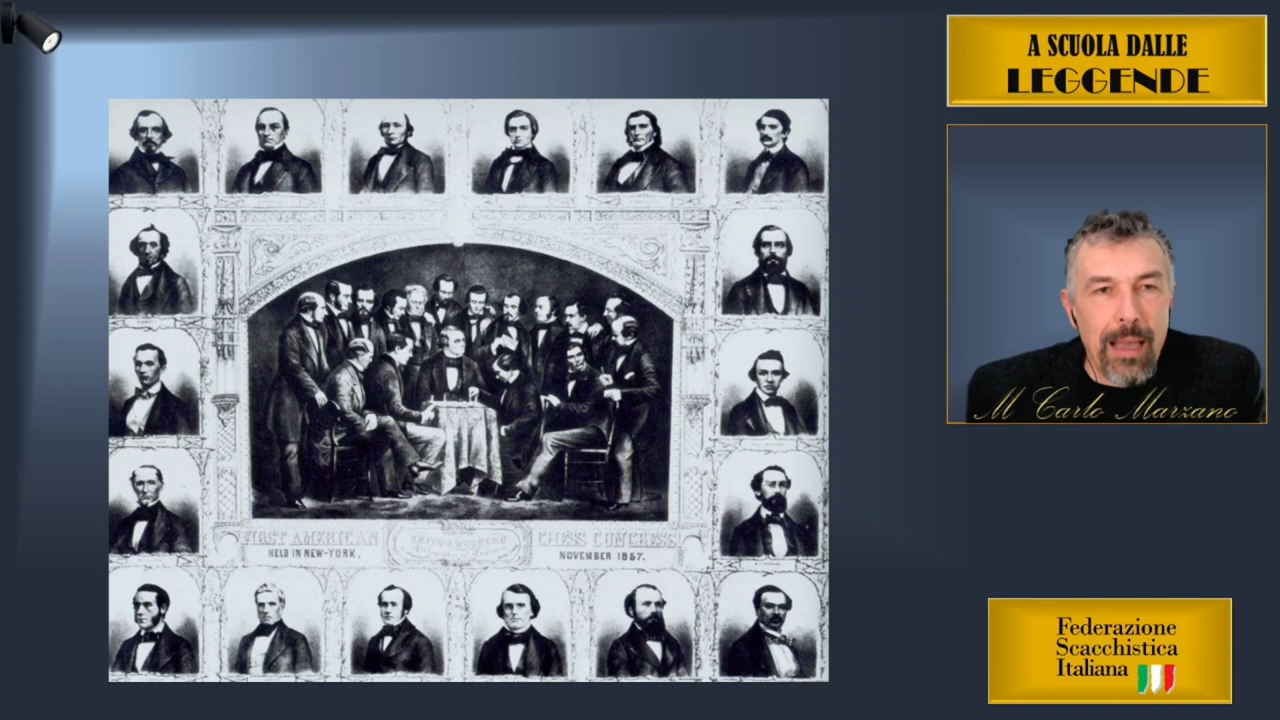 A SCUOLA DALLE
LEGGENDE
M Carlo Marzano
FIRST AMERICAN
CHESS CONGRESS
HELD IN NEW-YORK,
NOVEMBER 1857.
Federazione
Scacchistica
Italiana